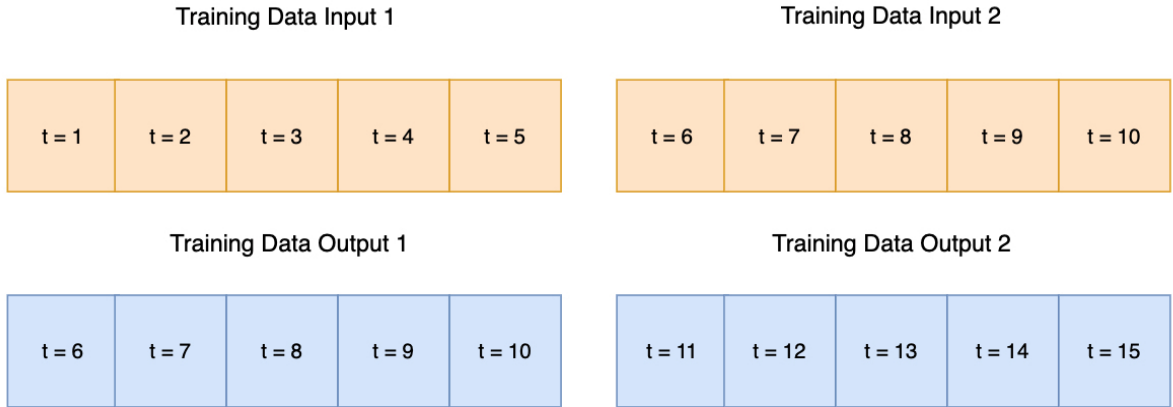 Training Data Input 1
t = 1 t = 2 t = 3 t = 4 t = 5
Training Data Output 1
t = 6 t = 7 t = 8 t = 9 t = 10
Training Data Input 2
t = 6 t = 7 t = 8 t = 9 t = 10
Training Data Output 2
t = 11 t = 12 t = 13 t = 14 t = 15